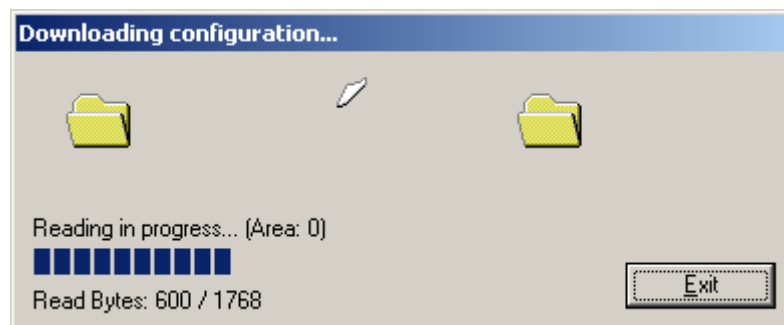 Downloading configuration...
Reading in progress... (Area: 0)
Read Bytes: 600 / 1768
Exit